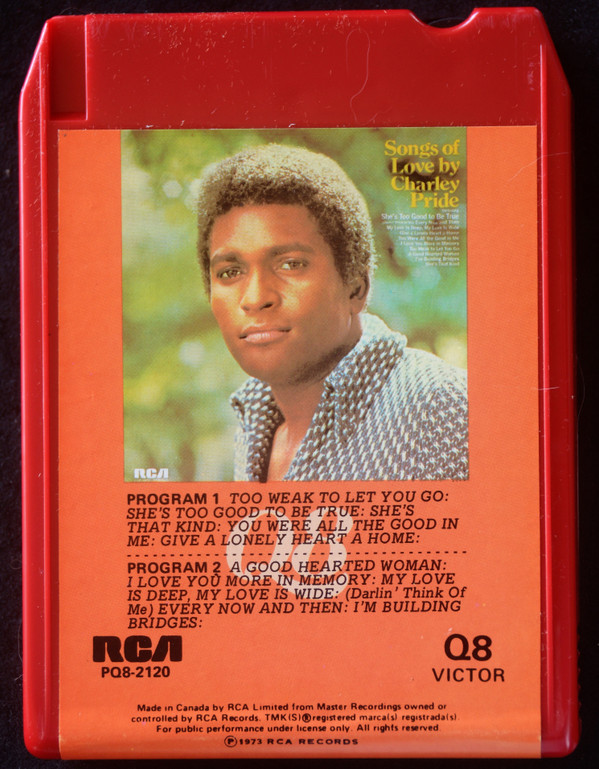 Songs of
Love by
Charley
Pride
She's Too Good to Be True
RCA
PROGRAM 1 TOO WEAK TO LET YOU GO:
SHE'S TOO GOOD TO BE TRUE: SHE'S
THAT KIND: YOU WERE ALL THE GOOD IN
ME: GIVE A LONELY HEART A HOME:
Q8
PROGRAM 2 A GOOD HEARTED WOMAN:
I LOVE YOU MORE IN MEMORY: MY LOVE
IS DEEP, MY LOVE IS WIDE: (Darlin' Think Of
Me) EVERY NOW AND THEN: I'M BUILDING
BRIDGES:
RCA
PQ8-2120
Q8
VICTOR
Made in Canada by RCA Limited from Master Recordings owned or
controlled by RCA Records. TMK(S)®registered marca(s) registrada(s).
For public performance under license only. All rights reserved.
Ⓟ1973 RCA RECORDS